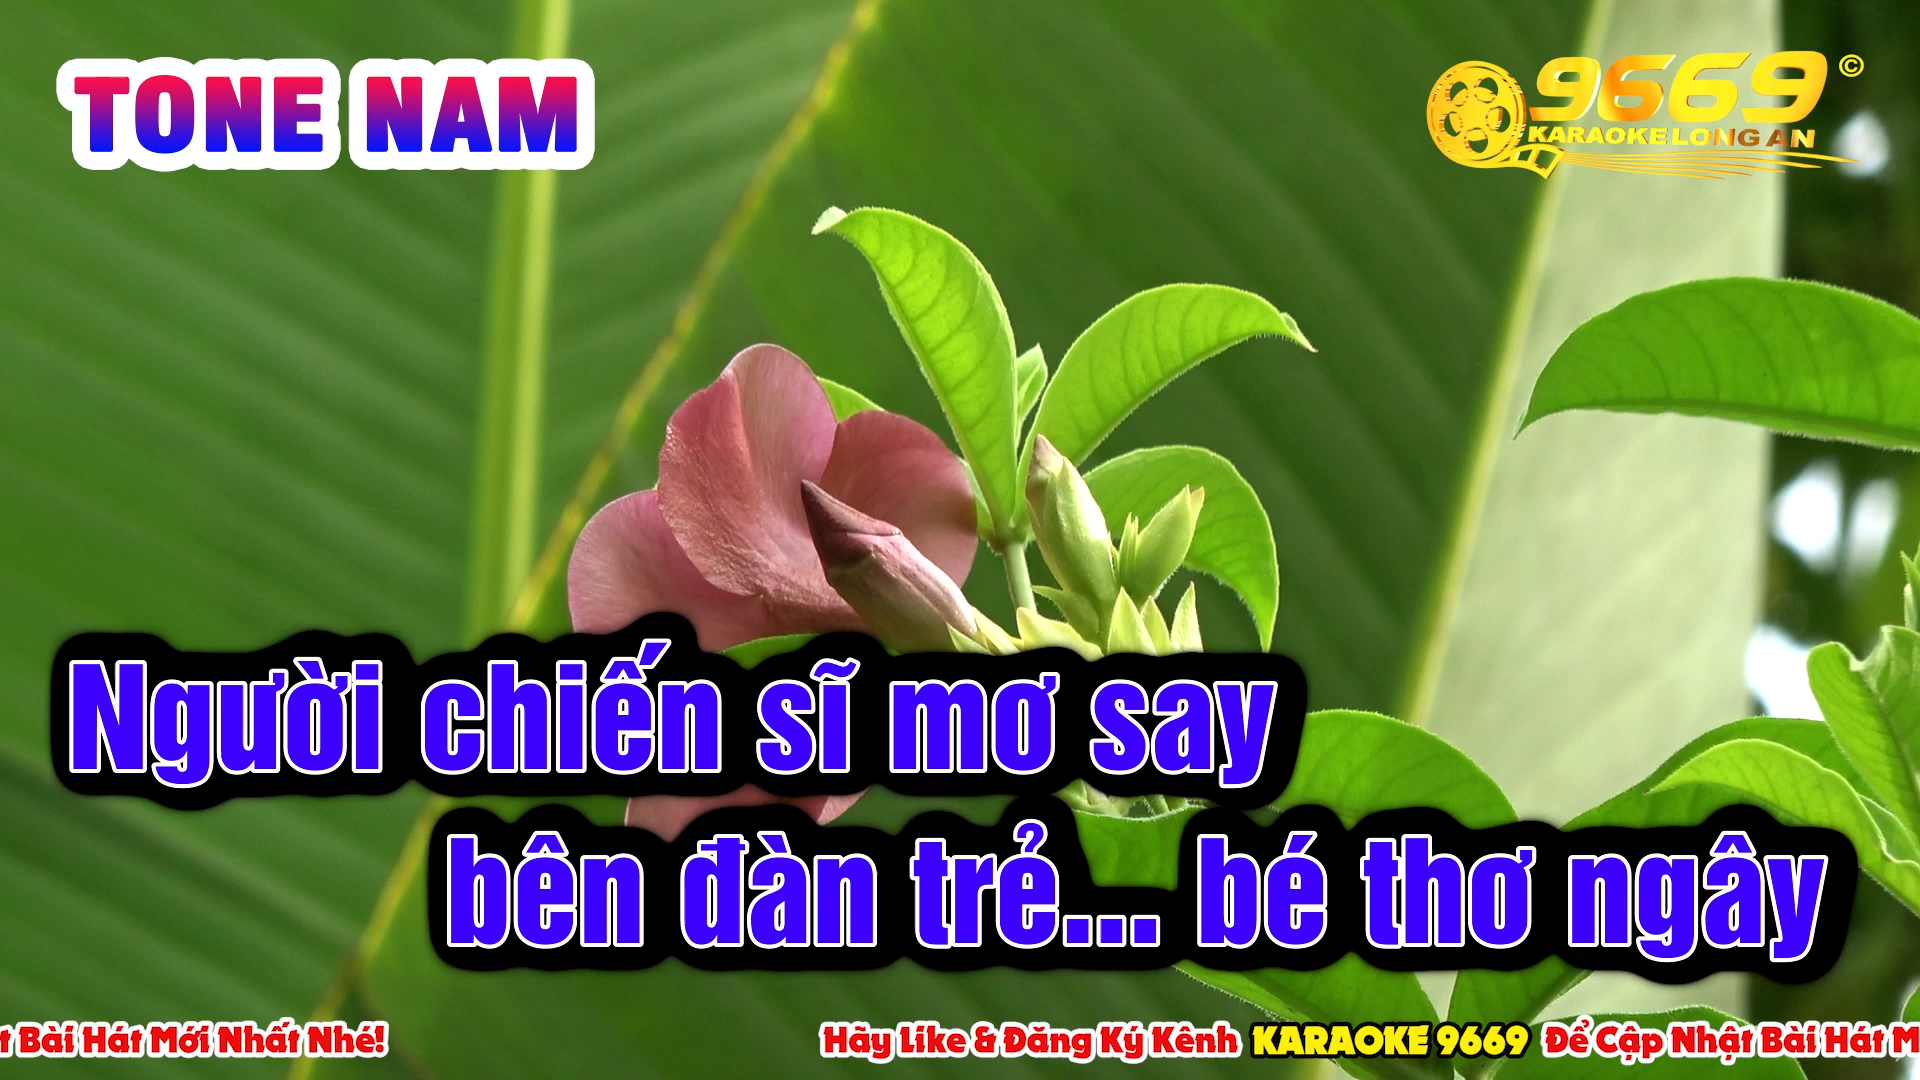 TONE NAM
9669 ©
KARAOKE LONG AN
Người chiến sĩ mơ say
bên đàn trẻ... bé thơ ngây
t Bài Hát Mới Nhất Nhé! Hãy Like & Đăng Ký Kênh KARAOKE 9669 Để Cập Nhật Bài Hát M